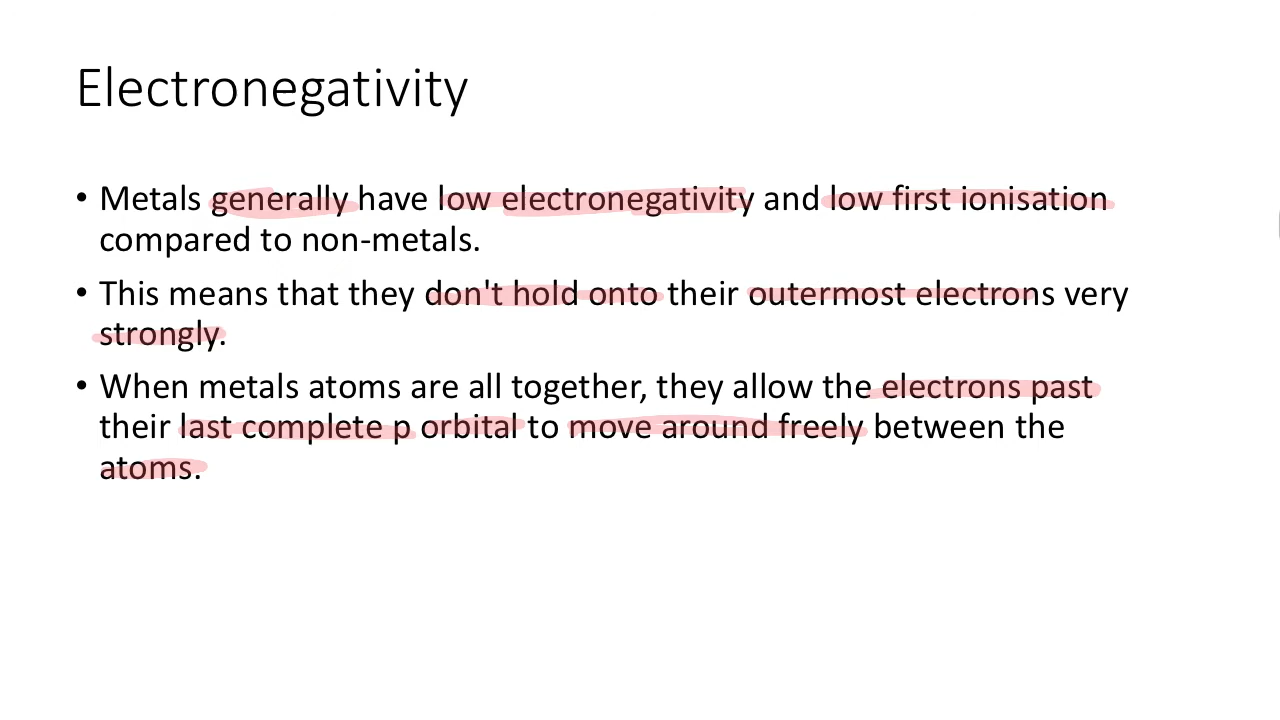 Electronegativity
• Metals generally have low electronegativity and low first ionisation
compared to non-metals.
• This means that they don't hold onto their outermost electrons very
strongly.
• When metals atoms are all together, they allow the electrons past
their last complete p orbital to move around freely between the
atoms.